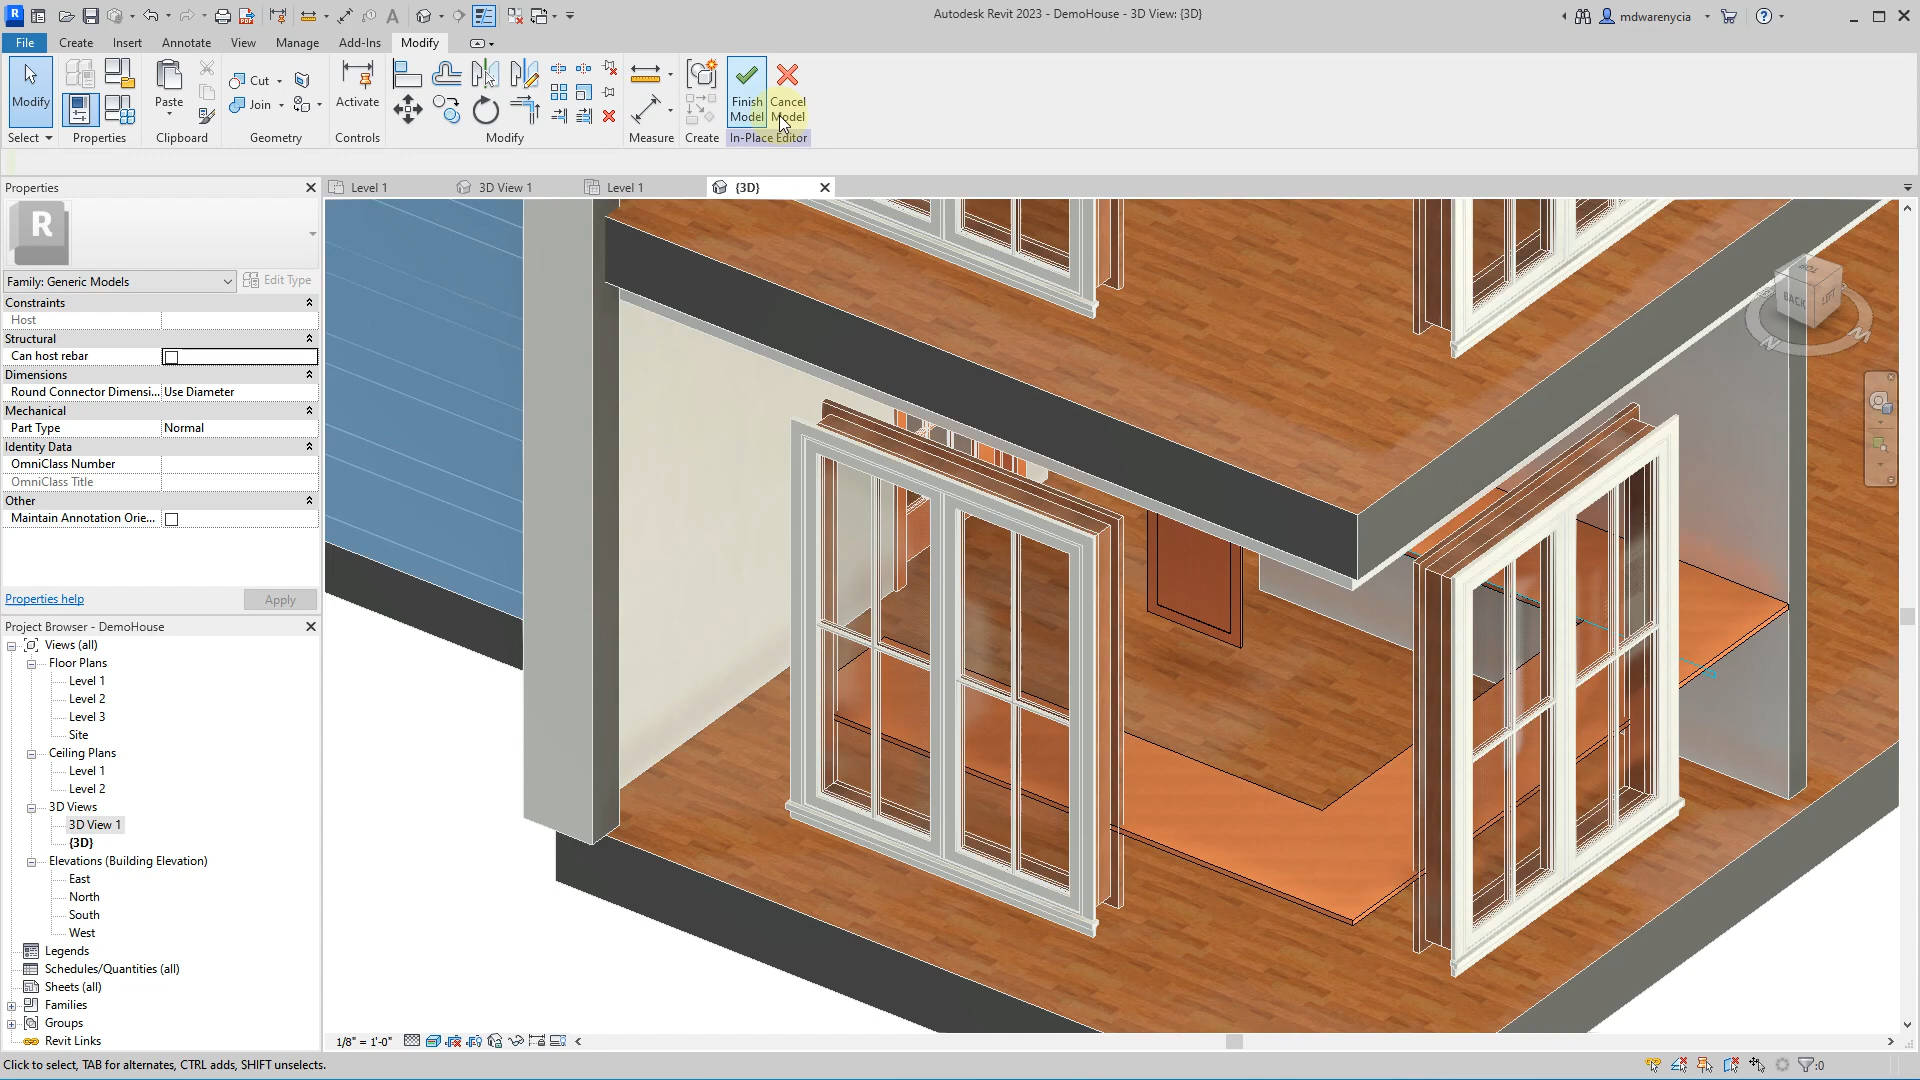 Autodesk Revit 2023 - DemoHouse - 3D View: {3D}
mdwarenycia
File Create Insert Annotate Manage View Add-Ins Modify
Modify
Paste
Cut
Join
Activate
Finish Model
Cancel Model
Select Properties Clipboard Geometry Controls Modify Measure Create In-Place Editor
Properties
Level 1
3D View 1
Level 1
{3D}
R
Family: Generic Models
Edit Type
Constraints
Host
Structural
Can host rebar
Dimensions
Round Connector Dimensi... Use Diameter
Mechanical
Part Type Normal
Identity Data
OmniClass Number
OmniClass Title
Other
Maintain Annotation Orie...
Properties help
Apply
Project Browser - DemoHouse
Views (all)
Floor Plans
Level 1
Level 2
Level 3
Site
Ceiling Plans
Level 1
Level 2
3D Views
3D View 1
{3D}
Elevations (Building Elevation)
East
North
South
West
Legends
Schedules/Quantities (all)
Sheets (all)
Families
Groups
Revit Links
TOP
BACK
LEFT
N
M
1/8" = 1'-0"
Click to select, TAB for alternates, CTRL adds, SHIFT unselects.
:0